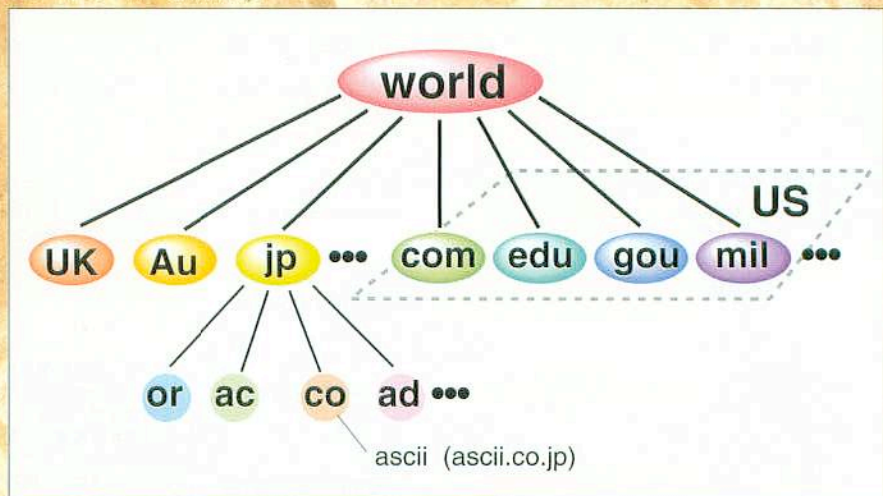 world
US
UK Au jp ••• com edu gou mil •••
or ac co ad •••
ascii (ascii.co.jp)